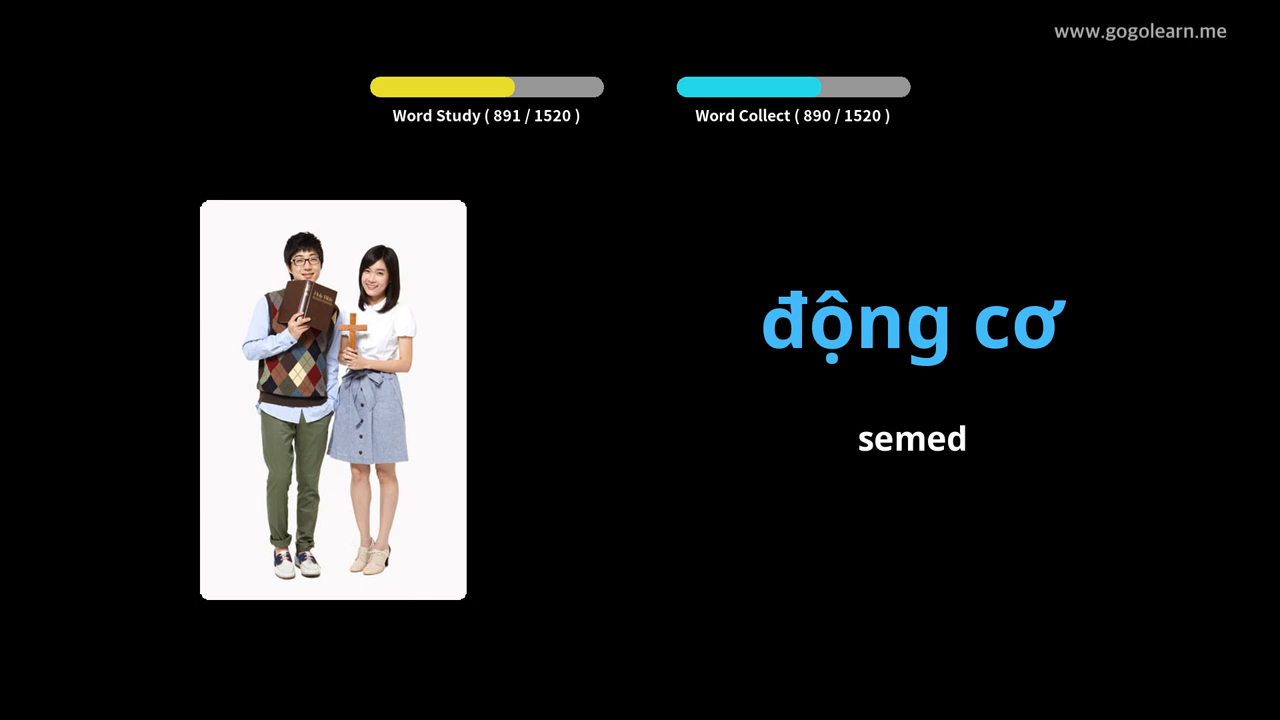 www.gogolearn.me
Word Study ( 891 / 1520 )
Word Collect ( 890 / 1520 )
động cơ
semed